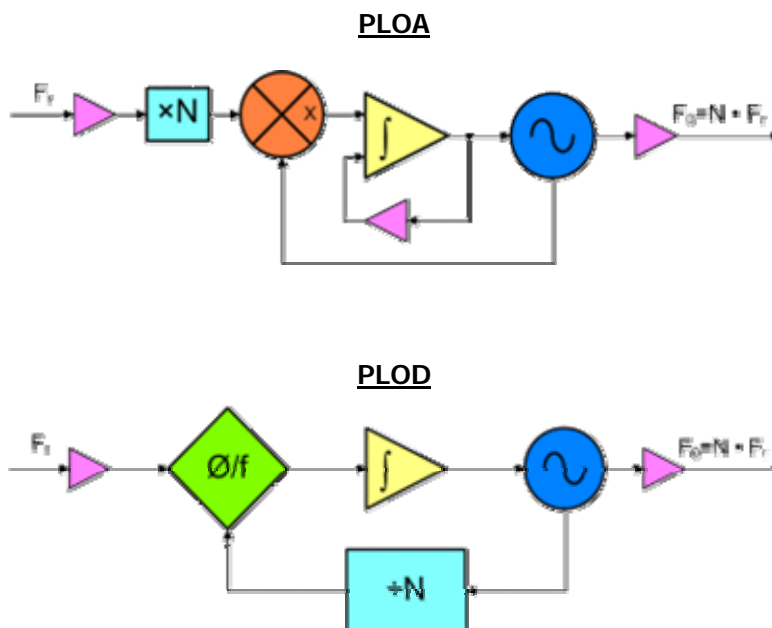 PLOA
Fr
×N
x
∫
F0=N * Fr
PLOD
Fr
Ø/f
∫
F0=N * Fr
÷N